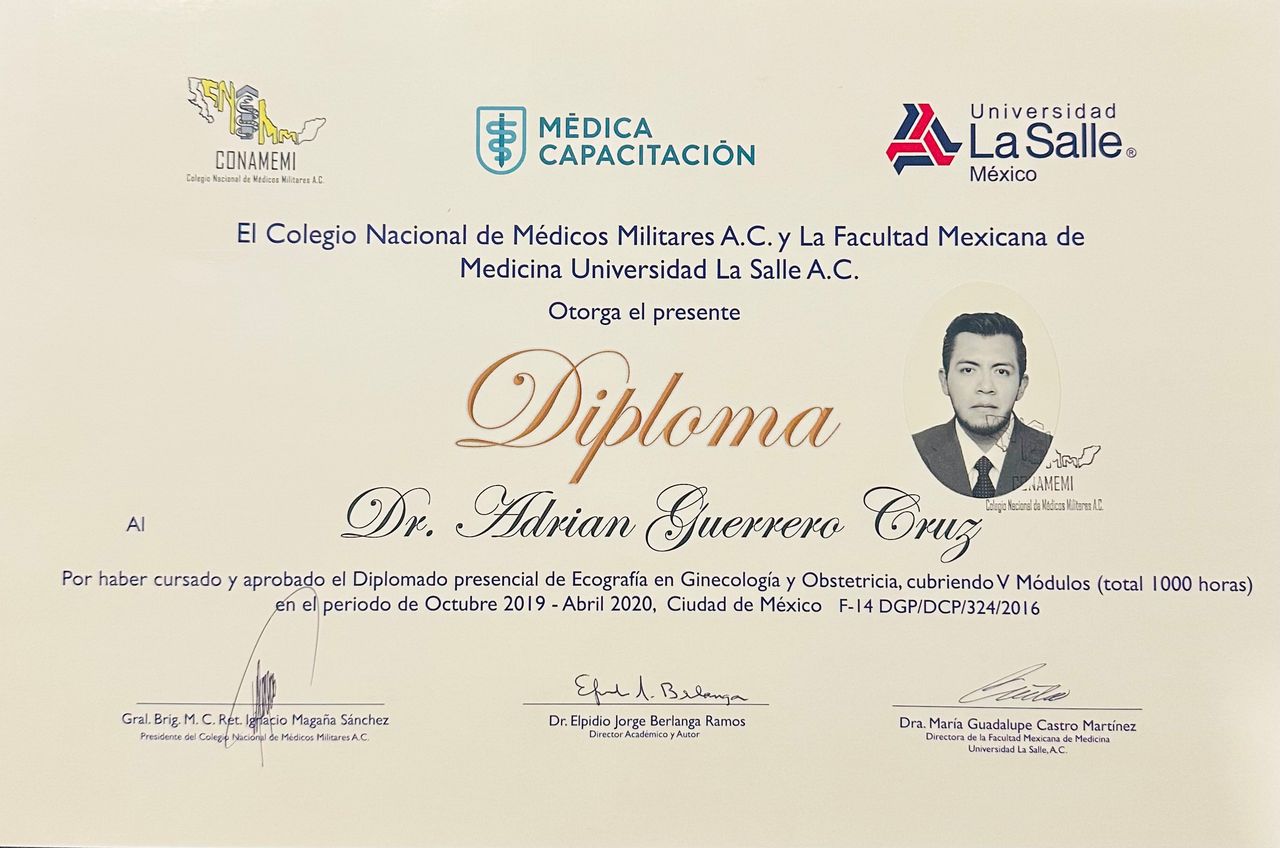 CONAMEMI
Colegio Nacional de Médicos Militares A.C.
MÉDICA
CAPACITACIÓN
Universidad
La Salle®
México
El Colegio Nacional de Médicos Militares A.C. y La Facultad Mexicana de
Medicina Universidad La Salle A.C.
Otorga el presente
Diploma
CONAMEMI
Colegio Nacional de Médicos Militares A.C.
Al Dr. Adrian Guerrero Cruz
Por haber cursado y aprobado el Diplomado presencial de Ecografía en Ginecología y Obstetricia, cubriendo V Módulos (total 1000 horas)
en el periodo de Octubre 2019 - Abril 2020, Ciudad de México F-14 DGP/DCP/324/2016
Gral. Brig. M. C. Ret. Ignacio Magaña Sánchez
Presidente del Colegio Nacional de Médicos Militares A.C.
Dr. Elpidio Jorge Berlanga Ramos
Director Académico y Autor
Dra. María Guadalupe Castro Martínez
Directora de la Facultad Mexicana de Medicina
Universidad La Salle, A.C.